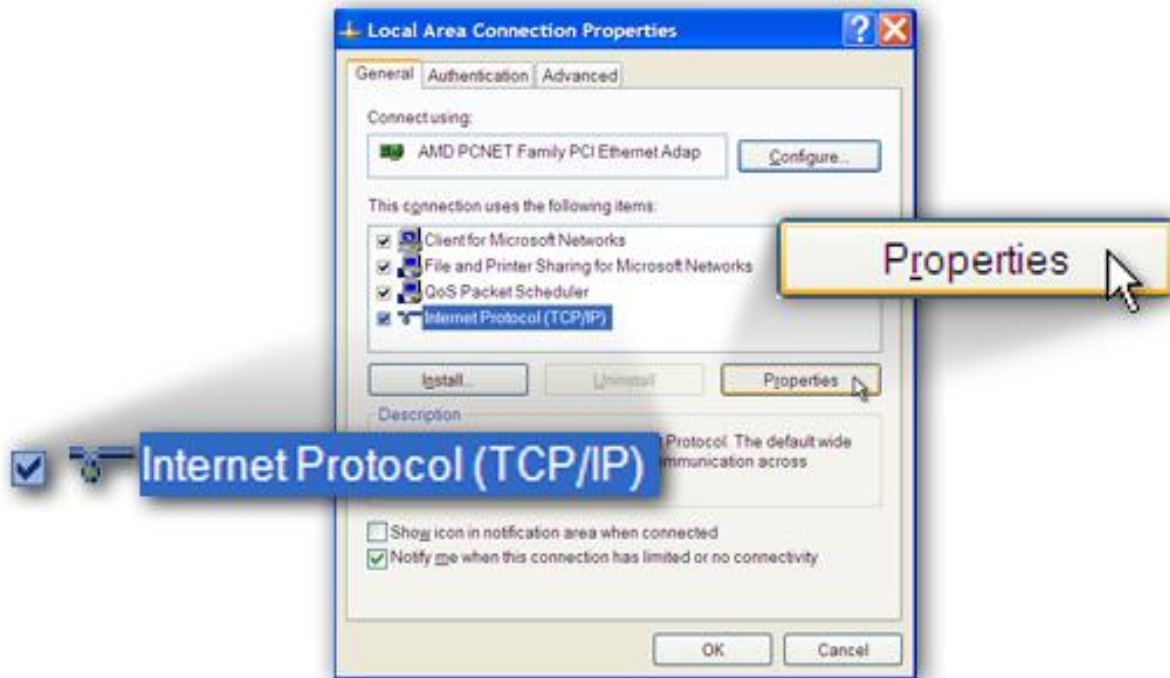 Local Area Connection Properties
General Authentication Advanced
Connect using:
AMD PCNET Family PCI Ethernet Adap
Configure...
This connection uses the following items:
Client for Microsoft Networks
File and Printer Sharing for Microsoft Networks
QoS Packet Scheduler
Internet Protocol (TCP/IP)
Properties
Install... Uninstall Properties
Description
Protocol. The default wide
mmunication across
Internet Protocol (TCP/IP)
Show icon in notification area when connected
Notify me when this connection has limited or no connectivity
OK Cancel